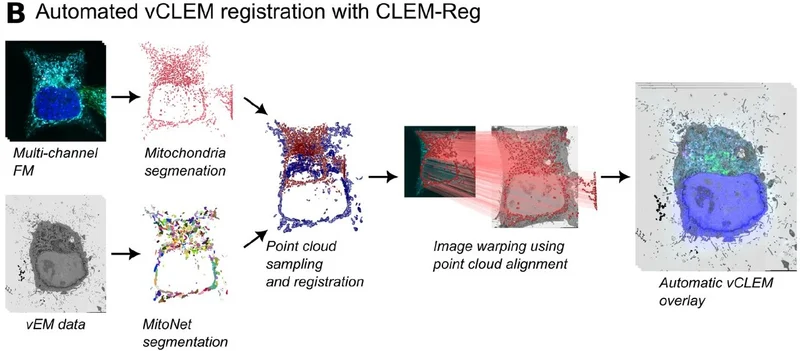 B Automated vCLEM registration with CLEM-Reg
Multi-channel
FM
Mitochondria
segmenation
vEM data
MitoNet
segmentation
Point cloud
sampling
and registration
Image warping using
point cloud alignment
Automatic vCLEM
overlay